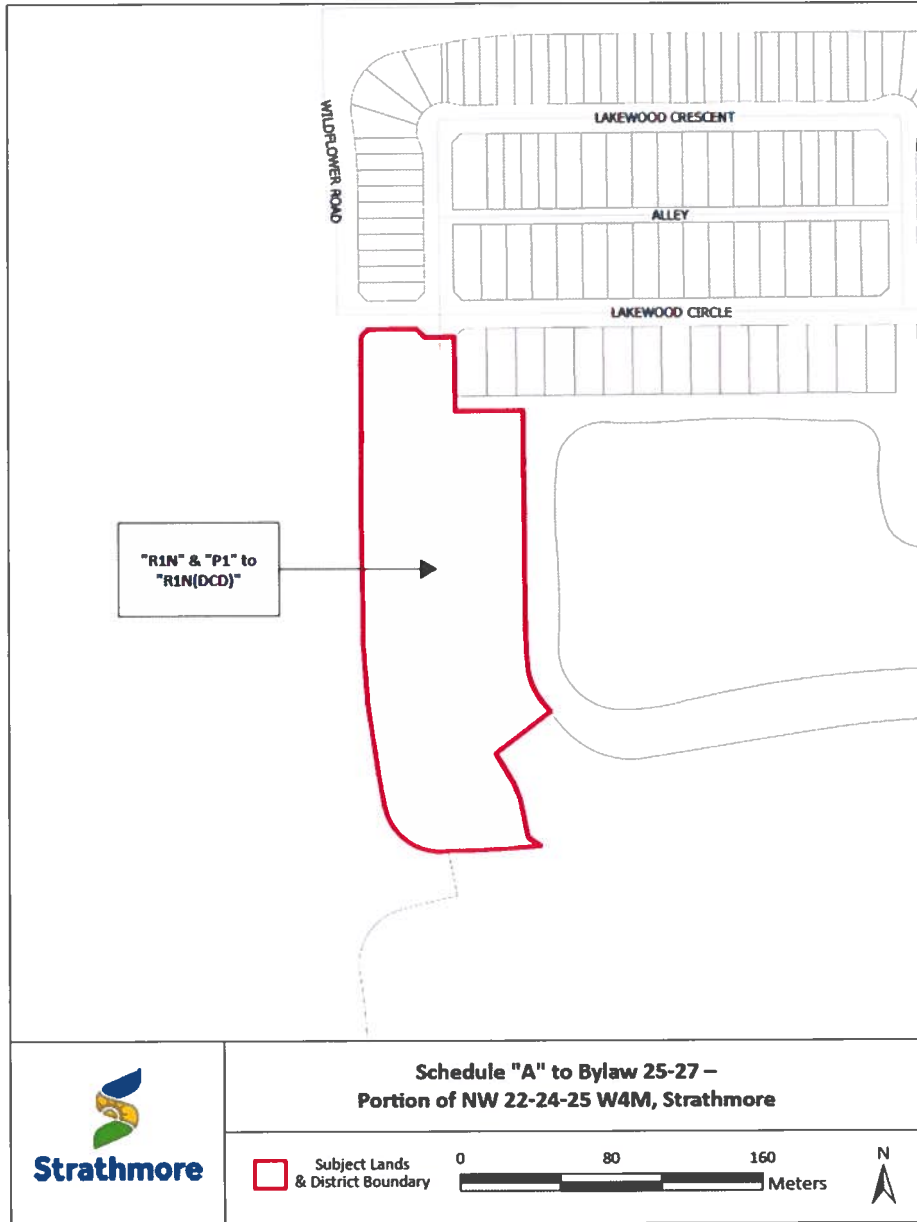 WILDFLOWER ROAD
LAKEWOOD CRESCENT
ALLEY
LAKEWOOD CIRCLE
"R1N" & "P1" to
"R1N(DCD)"
Schedule "A" to Bylaw 25-27 –
Portion of NW 22-24-25 W4M, Strathmore
Strathmore
Subject Lands
& District Boundary
0 80 160
Meters
N